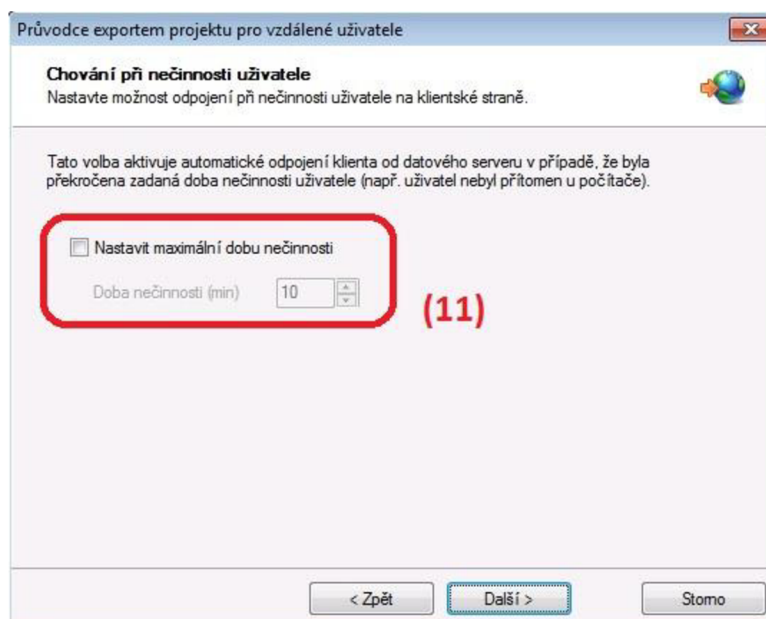 Průvodce exportem projektu pro vzdálené uživatele
Chování při nečinnosti uživatele
Nastavte možnost odpojení při nečinnosti uživatele na klientské straně.
Tato volba aktivuje automatické odpojení klienta od datového serveru v případě, že byla
překročena zadaná doba nečinnosti uživatele (např. uživatel nebyl přítomen u počítače).
Nastavit maximální dobu nečinnosti
Doba nečinnosti (min) 10
(11)
< Zpět Další > Storno